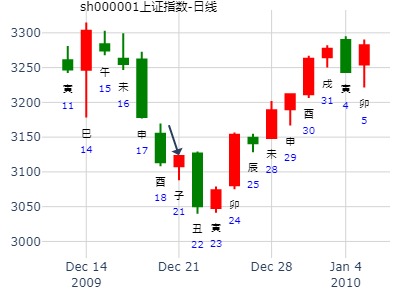 sh000001上证指数-日线
3300
3250
3200
3150
3100
3050
3000
寅
11
巳
14
午
15
未
16
申
17
酉
18
子
21
丑
22
寅
23
卯
24
辰
25
未
28
申
29
酉
30
戌
31
寅
4
卯
5
Dec 14
2009
Dec 21
Dec 28
Jan 4
2010